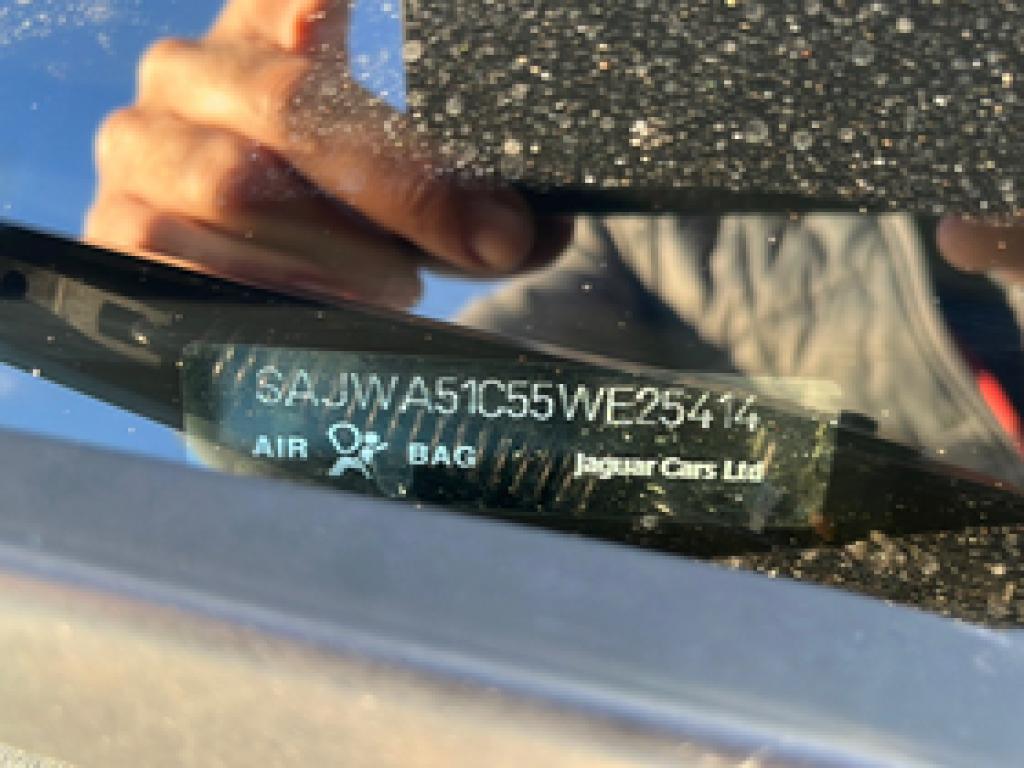 SAJWA51C55WE25414
AIR BAG Jaguar Cars Ltd